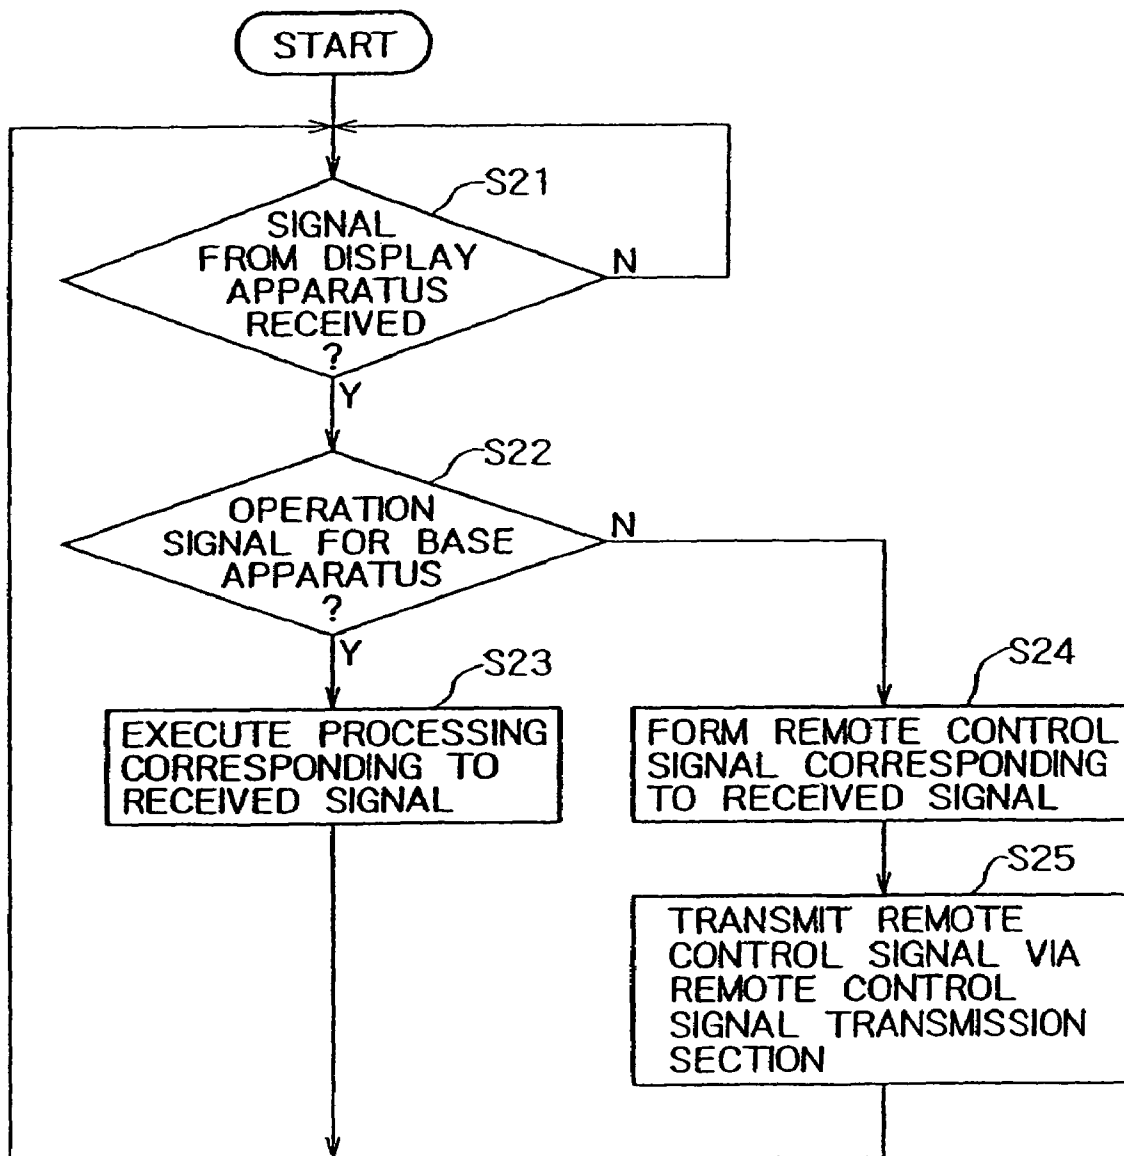 START
S21
SIGNAL
FROM DISPLAY
APPARATUS
RECEIVED
?
N
Y
S22
OPERATION
SIGNAL FOR BASE
APPARATUS
?
N
Y
S23
EXECUTE PROCESSING
CORRESPONDING TO
RECEIVED SIGNAL
S24
FORM REMOTE CONTROL
SIGNAL CORRESPONDING
TO RECEIVED SIGNAL
S25
TRANSMIT REMOTE
CONTROL SIGNAL VIA
REMOTE CONTROL
SIGNAL TRANSMISSION
SECTION